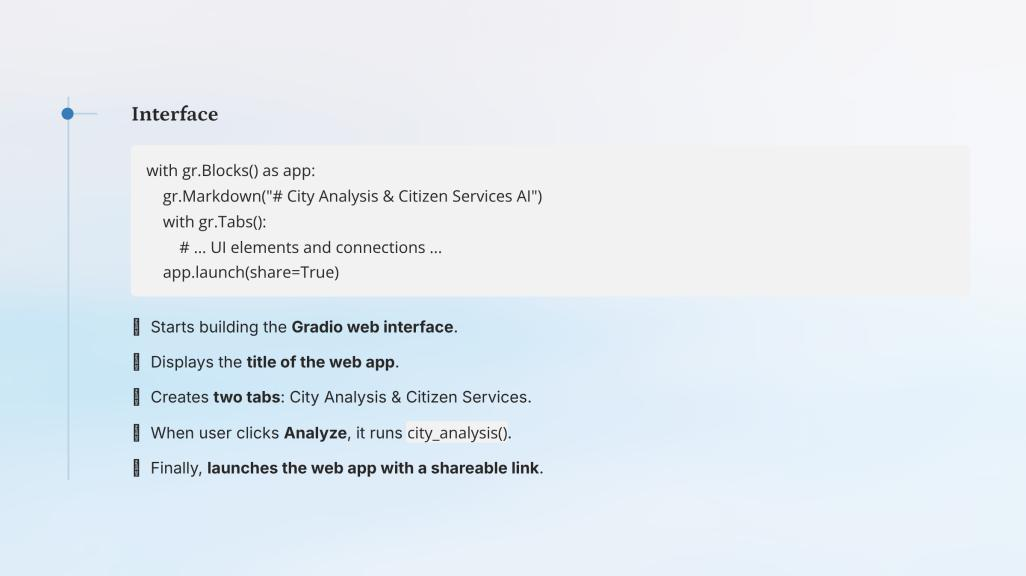 Interface
with gr.Blocks() as app:
    gr.Markdown("# City Analysis & Citizen Services AI")
    with gr.Tabs():
        # ... UI elements and connections ...
    app.launch(share=True)
Starts building the Gradio web interface.
Displays the title of the web app.
Creates two tabs: City Analysis & Citizen Services.
When user clicks Analyze, it runs city_analysis().
Finally, launches the web app with a shareable link.